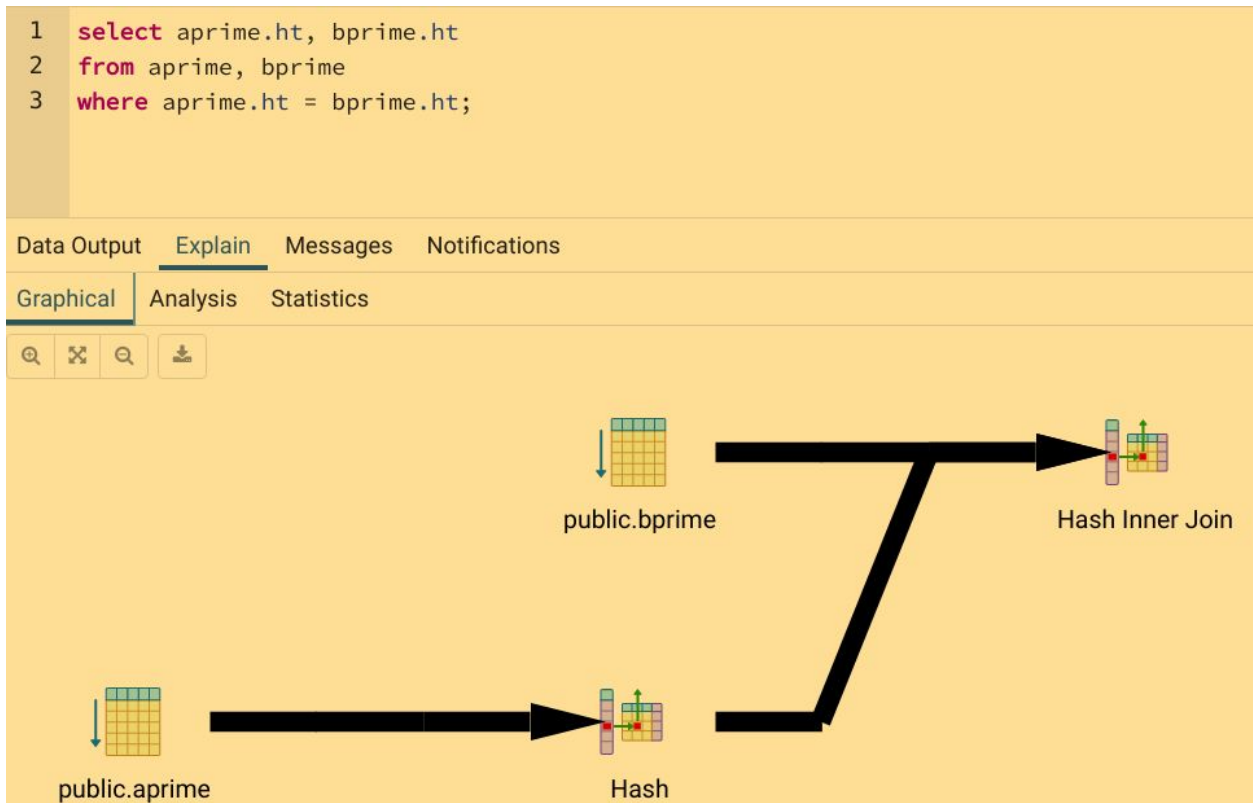 1 select aprime.ht, bprime.ht
2 from aprime, bprime
3 where aprime.ht = bprime.ht;
Data Output Explain Messages Notifications
Graphical Analysis Statistics
public.bprime
Hash Inner Join
public.aprime
Hash